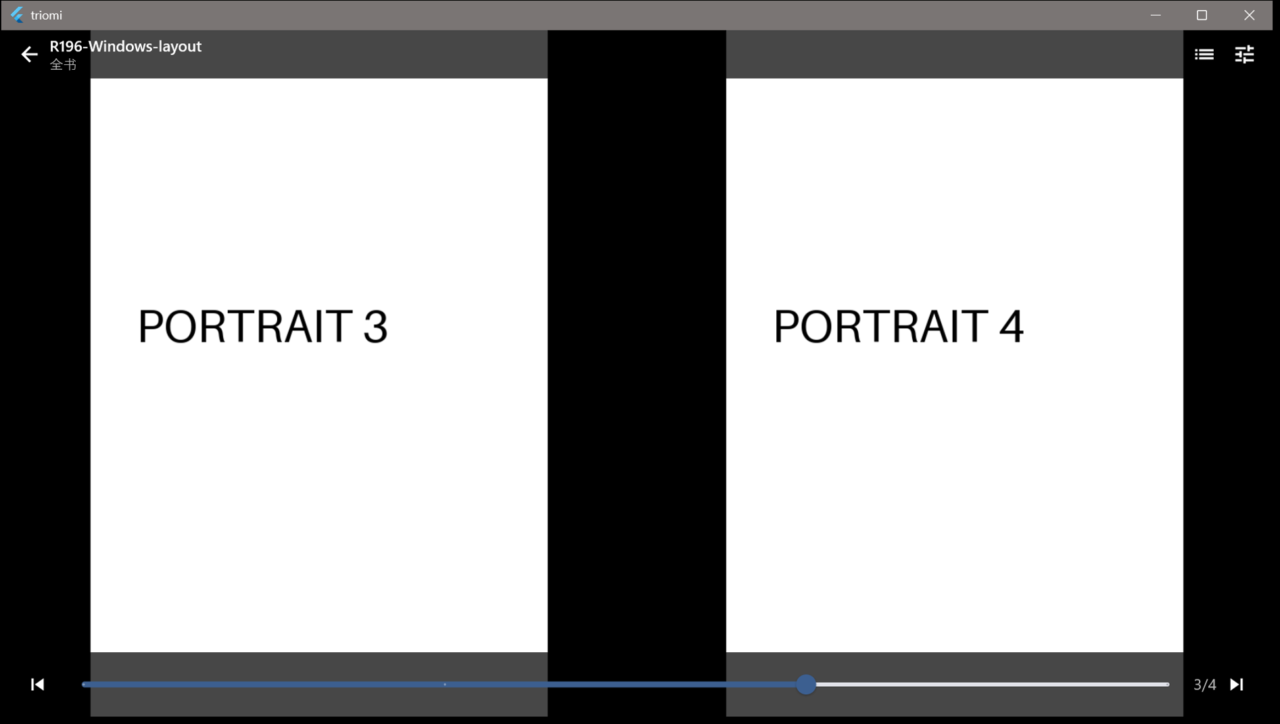 triomi
R196-Windows-layout
全书
PORTRAIT 3
PORTRAIT 4
3/4